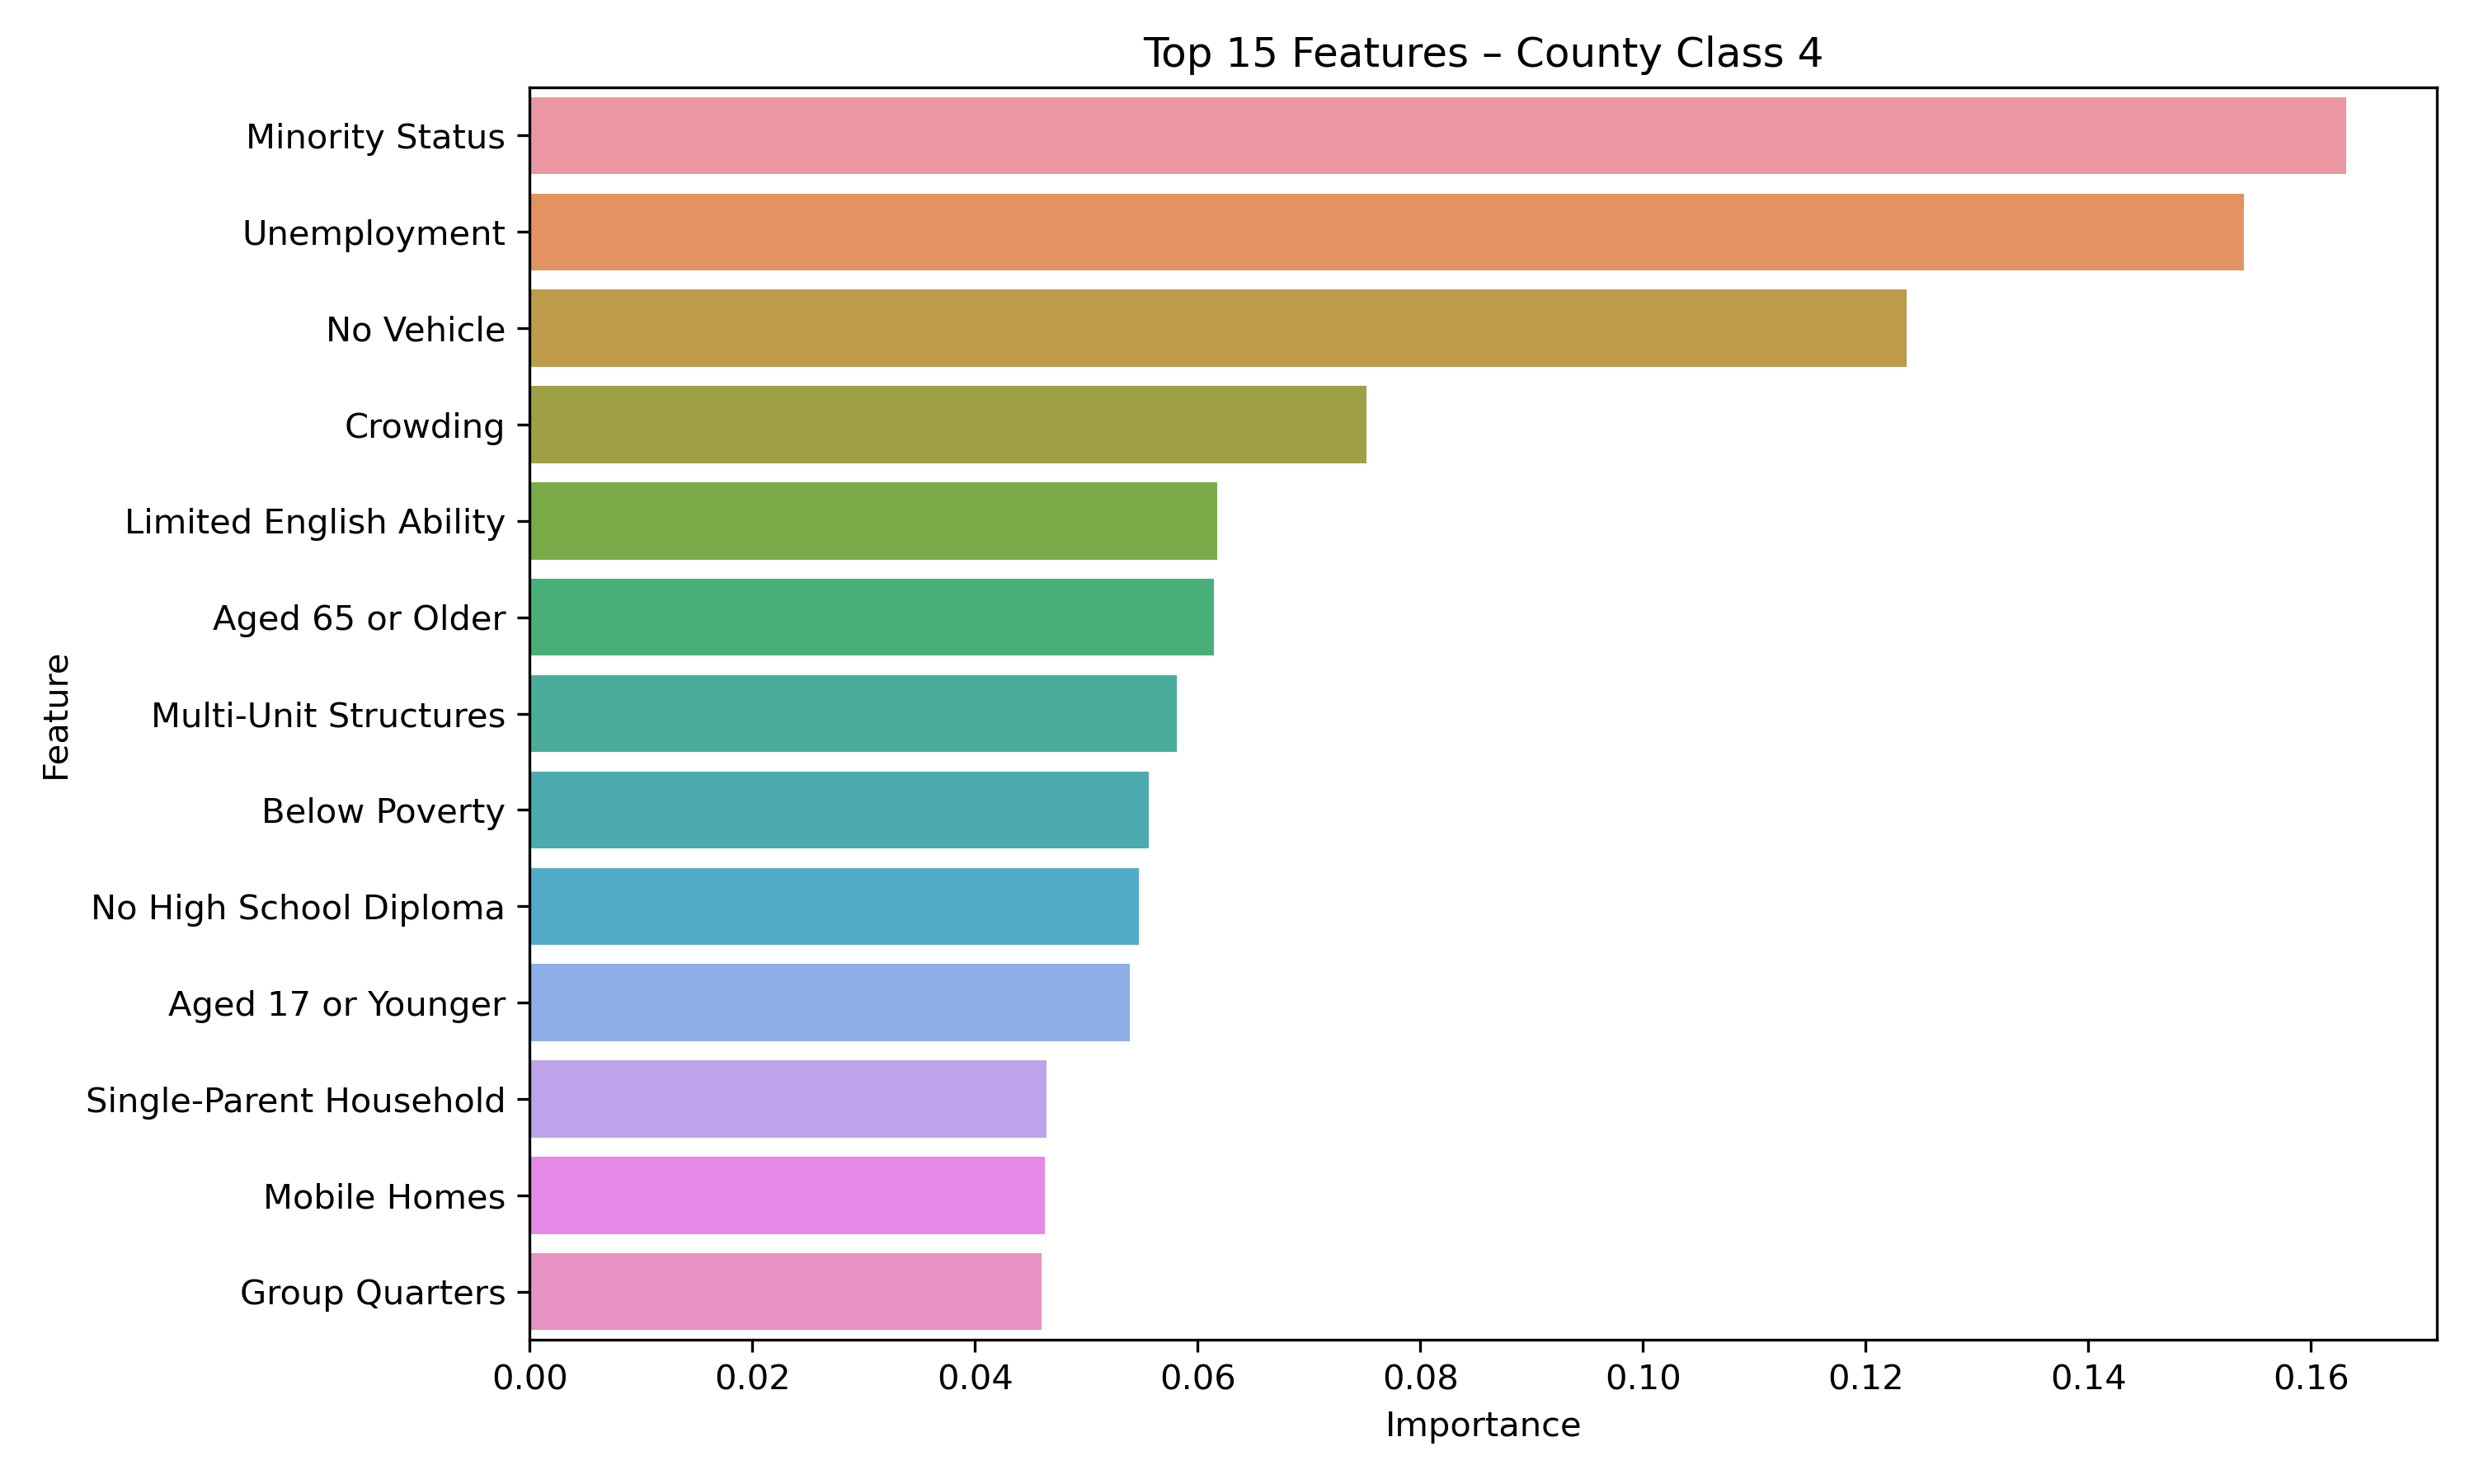 Top 15 Features – County Class 4
Feature
Minority Status
Unemployment
No Vehicle
Crowding
Limited English Ability
Aged 65 or Older
Multi-Unit Structures
Below Poverty
No High School Diploma
Aged 17 or Younger
Single-Parent Household
Mobile Homes
Group Quarters
0.00 0.02 0.04 0.06 0.08 0.10 0.12 0.14 0.16
Importance